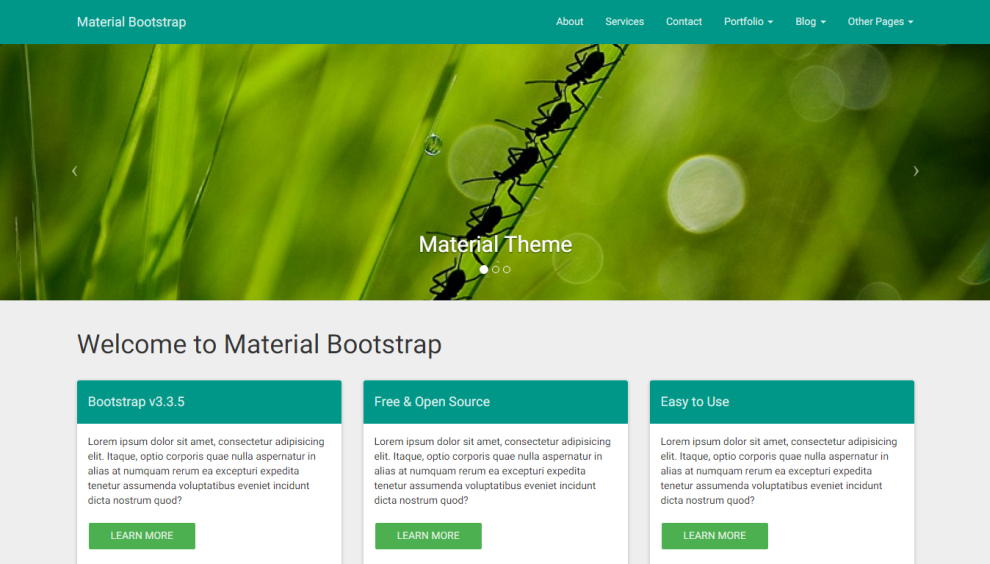 Material Bootstrap
About Services Contact Portfolio Blog Other Pages
Material Theme
Welcome to Material Bootstrap
Bootstrap v3.3.5
Lorem ipsum dolor sit amet, consectetur adipisicing
elit. Itaque, optio corporis quae nulla aspernatur in
alias at numquam rerum ea excepturi expedita
tenetur assumenda voluptatibus eveniet incidunt
dicta nostrum quod?
LEARN MORE
Free & Open Source
Lorem ipsum dolor sit amet, consectetur adipisicing
elit. Itaque, optio corporis quae nulla aspernatur in
alias at numquam rerum ea excepturi expedita
tenetur assumenda voluptatibus eveniet incidunt
dicta nostrum quod?
LEARN MORE
Easy to Use
Lorem ipsum dolor sit amet, consectetur adipisicing
elit. Itaque, optio corporis quae nulla aspernatur in
alias at numquam rerum ea excepturi expedita
tenetur assumenda voluptatibus eveniet incidunt
dicta nostrum quod?
LEARN MORE